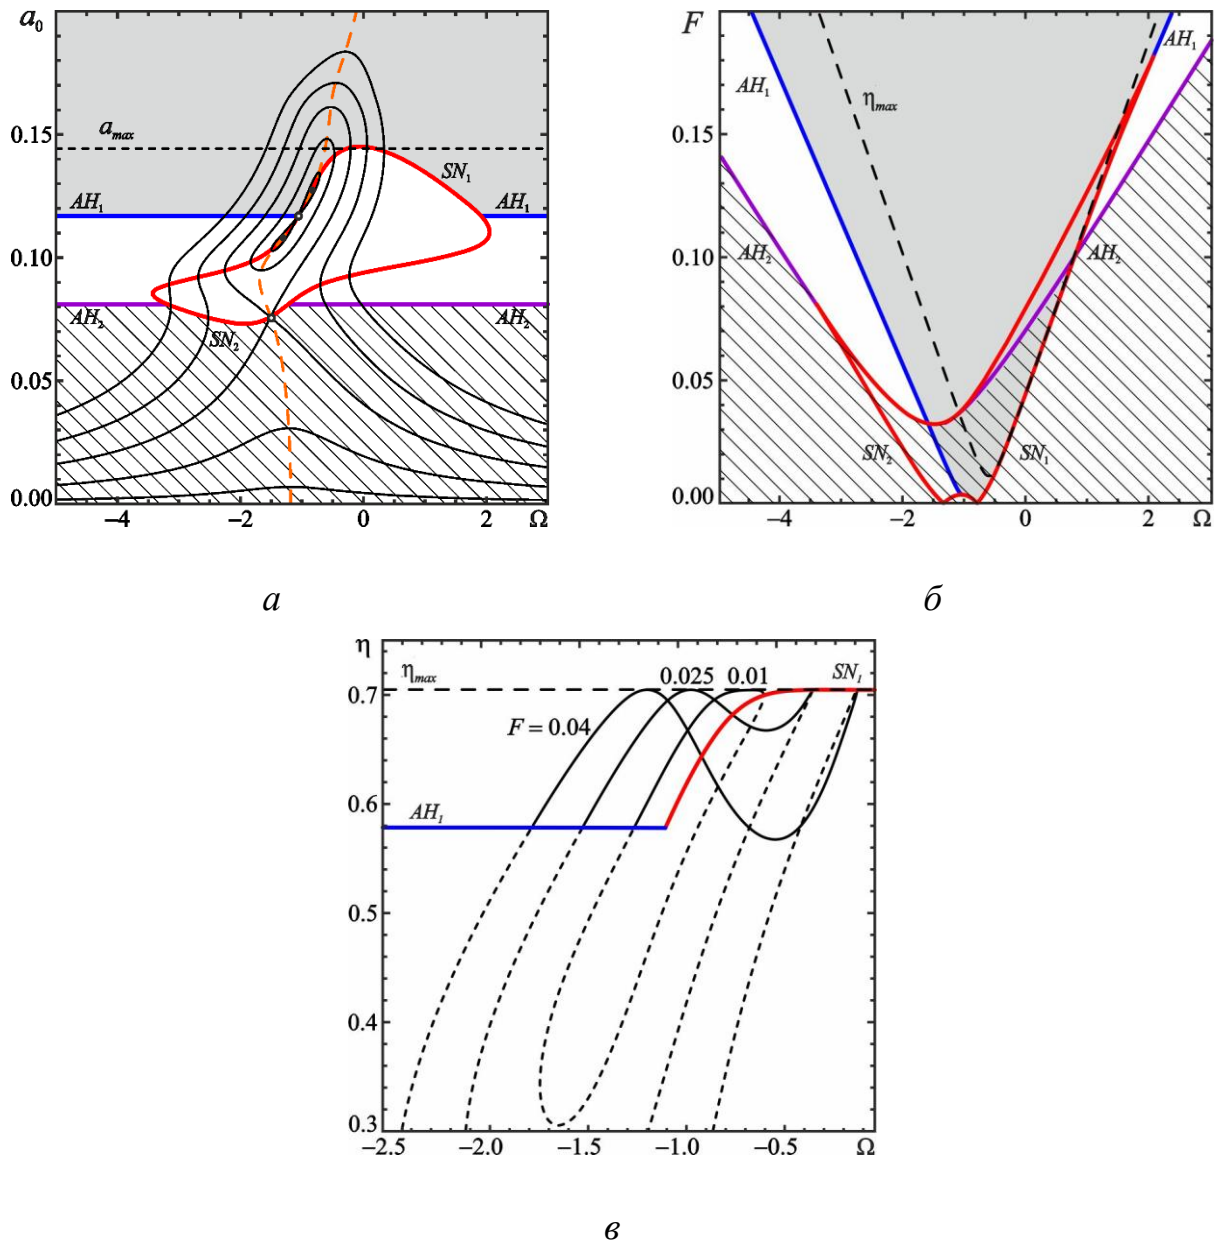 a₀
0.15
0.10
0.05
0.00
−4
−2
0
2
Ω
a_max
SN₁
AH₁
AH₁
AH₂
AH₂
SN₂
а
F
0.15
0.10
0.05
0.00
−4
−2
0
2
Ω
AH₁
η_max
AH₁
AH₂
AH₂
SN₂
SN₁
б
η
0.7
0.6
0.5
0.4
0.3
−2.5
−2.0
−1.5
−1.0
−0.5
Ω
η_max
0.025
0.01
SN₁
F = 0.04
AH₁
в